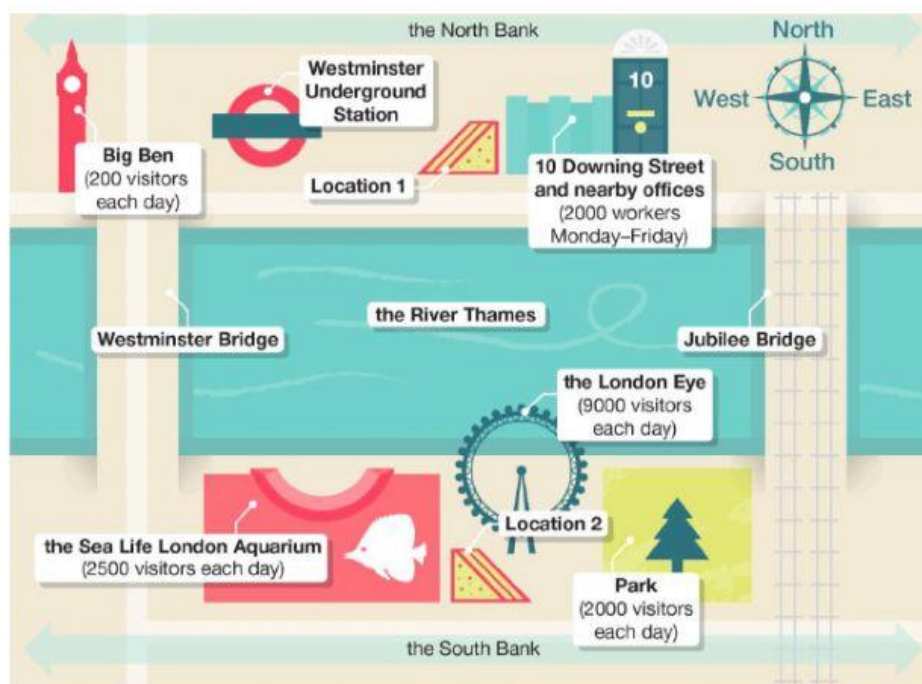 the North Bank
North
West
East
South
10
Westminster
Underground
Station
Big Ben
(200 visitors
each day)
Location 1
10 Downing Street
and nearby offices
(2000 workers
Monday–Friday)
the River Thames
Westminster Bridge
Jubilee Bridge
the London Eye
(9000 visitors
each day)
Location 2
the Sea Life London Aquarium
(2500 visitors each day)
Park
(2000 visitors
each day)
the South Bank